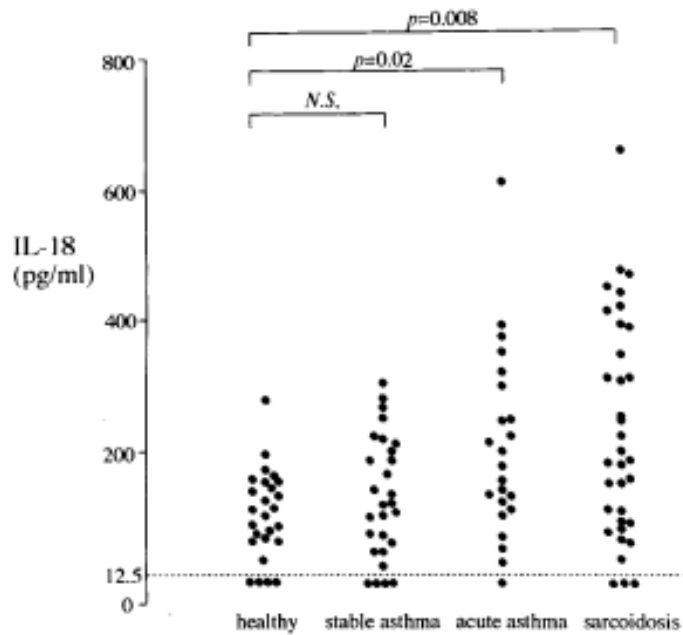 p=0.008
800
p=0.02
N.S.
600
IL-18
(pg/ml)
400
200
12.5
0
healthy stable asthma acute asthma sarcoidosis